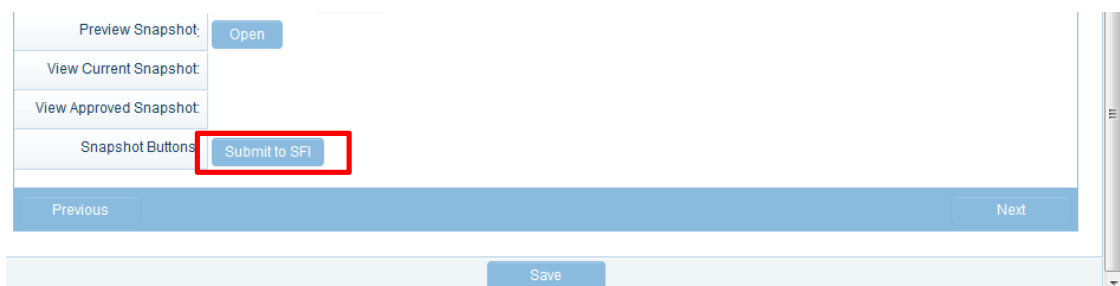 Preview Snapshot: Open
View Current Snapshot:
View Approved Snapshot:
Snapshot Buttons Submit to SFI
Previous Next
Save